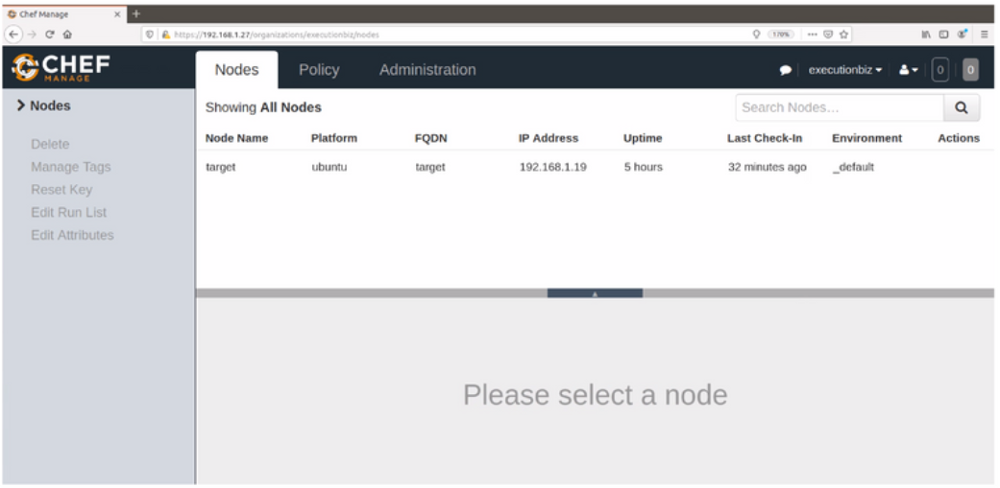 Chef Manage
https://192.168.1.27/organizations/executionbiz/nodes
170%
CHEF
MANAGE
Nodes Policy Administration
executionbiz
0 0
Nodes
Delete
Manage Tags
Reset Key
Edit Run List
Edit Attributes
Showing All Nodes
Search Nodes...
Node Name Platform FQDN IP Address Uptime Last Check-In Environment Actions
target ubuntu target 192.168.1.19 5 hours 32 minutes ago _default
Please select a node